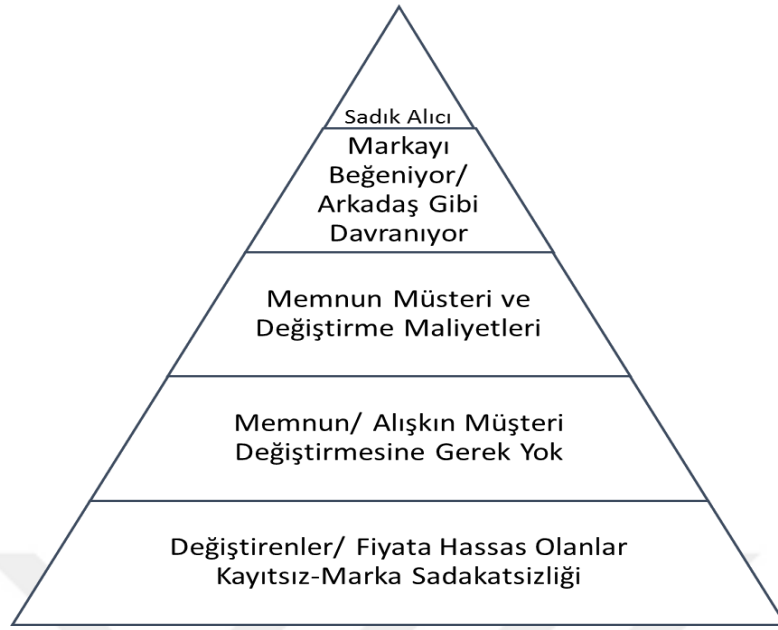 Sadık Alıcı
Markayı
Beğeniyor/
Arkadaş Gibi
Davranıyor
Memnun Müsteri ve
Değiştirme Maliyetleri
Memnun/ Alışkın Müşteri
Değiştirmesine Gerek Yok
Değiştirenler/ Fiyata Hassas Olanlar
Kayıtsız-Marka Sadakatsizliği